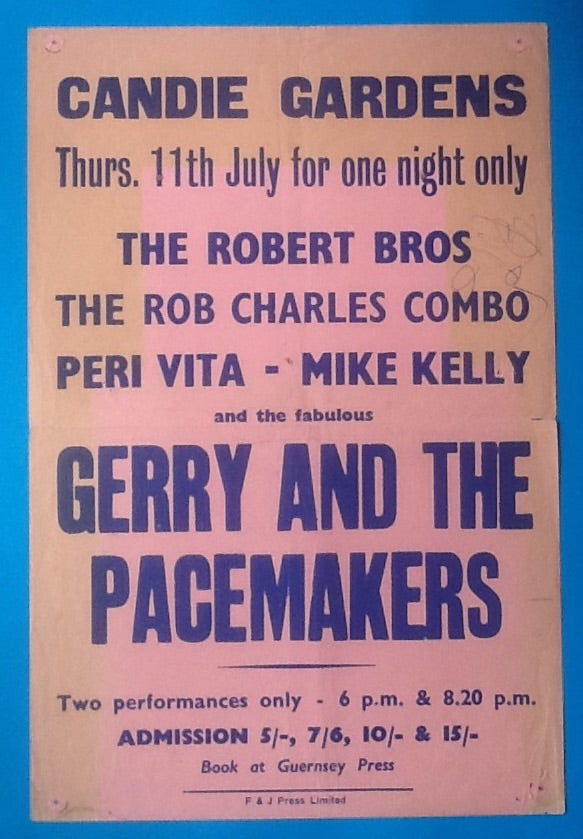 CANDIE GARDENS
Thurs. 11th July for one night only
THE ROBERT BROS
THE ROB CHARLES COMBO
PERI VITA - MIKE KELLY
and the fabulous
GERRY AND THE
PACEMAKERS
Two performances only - 6 p.m. & 8.20 p.m.
ADMISSION 5/-, 7/6, 10/- & 15/-
Book at Guernsey Press
F & J Press Limited